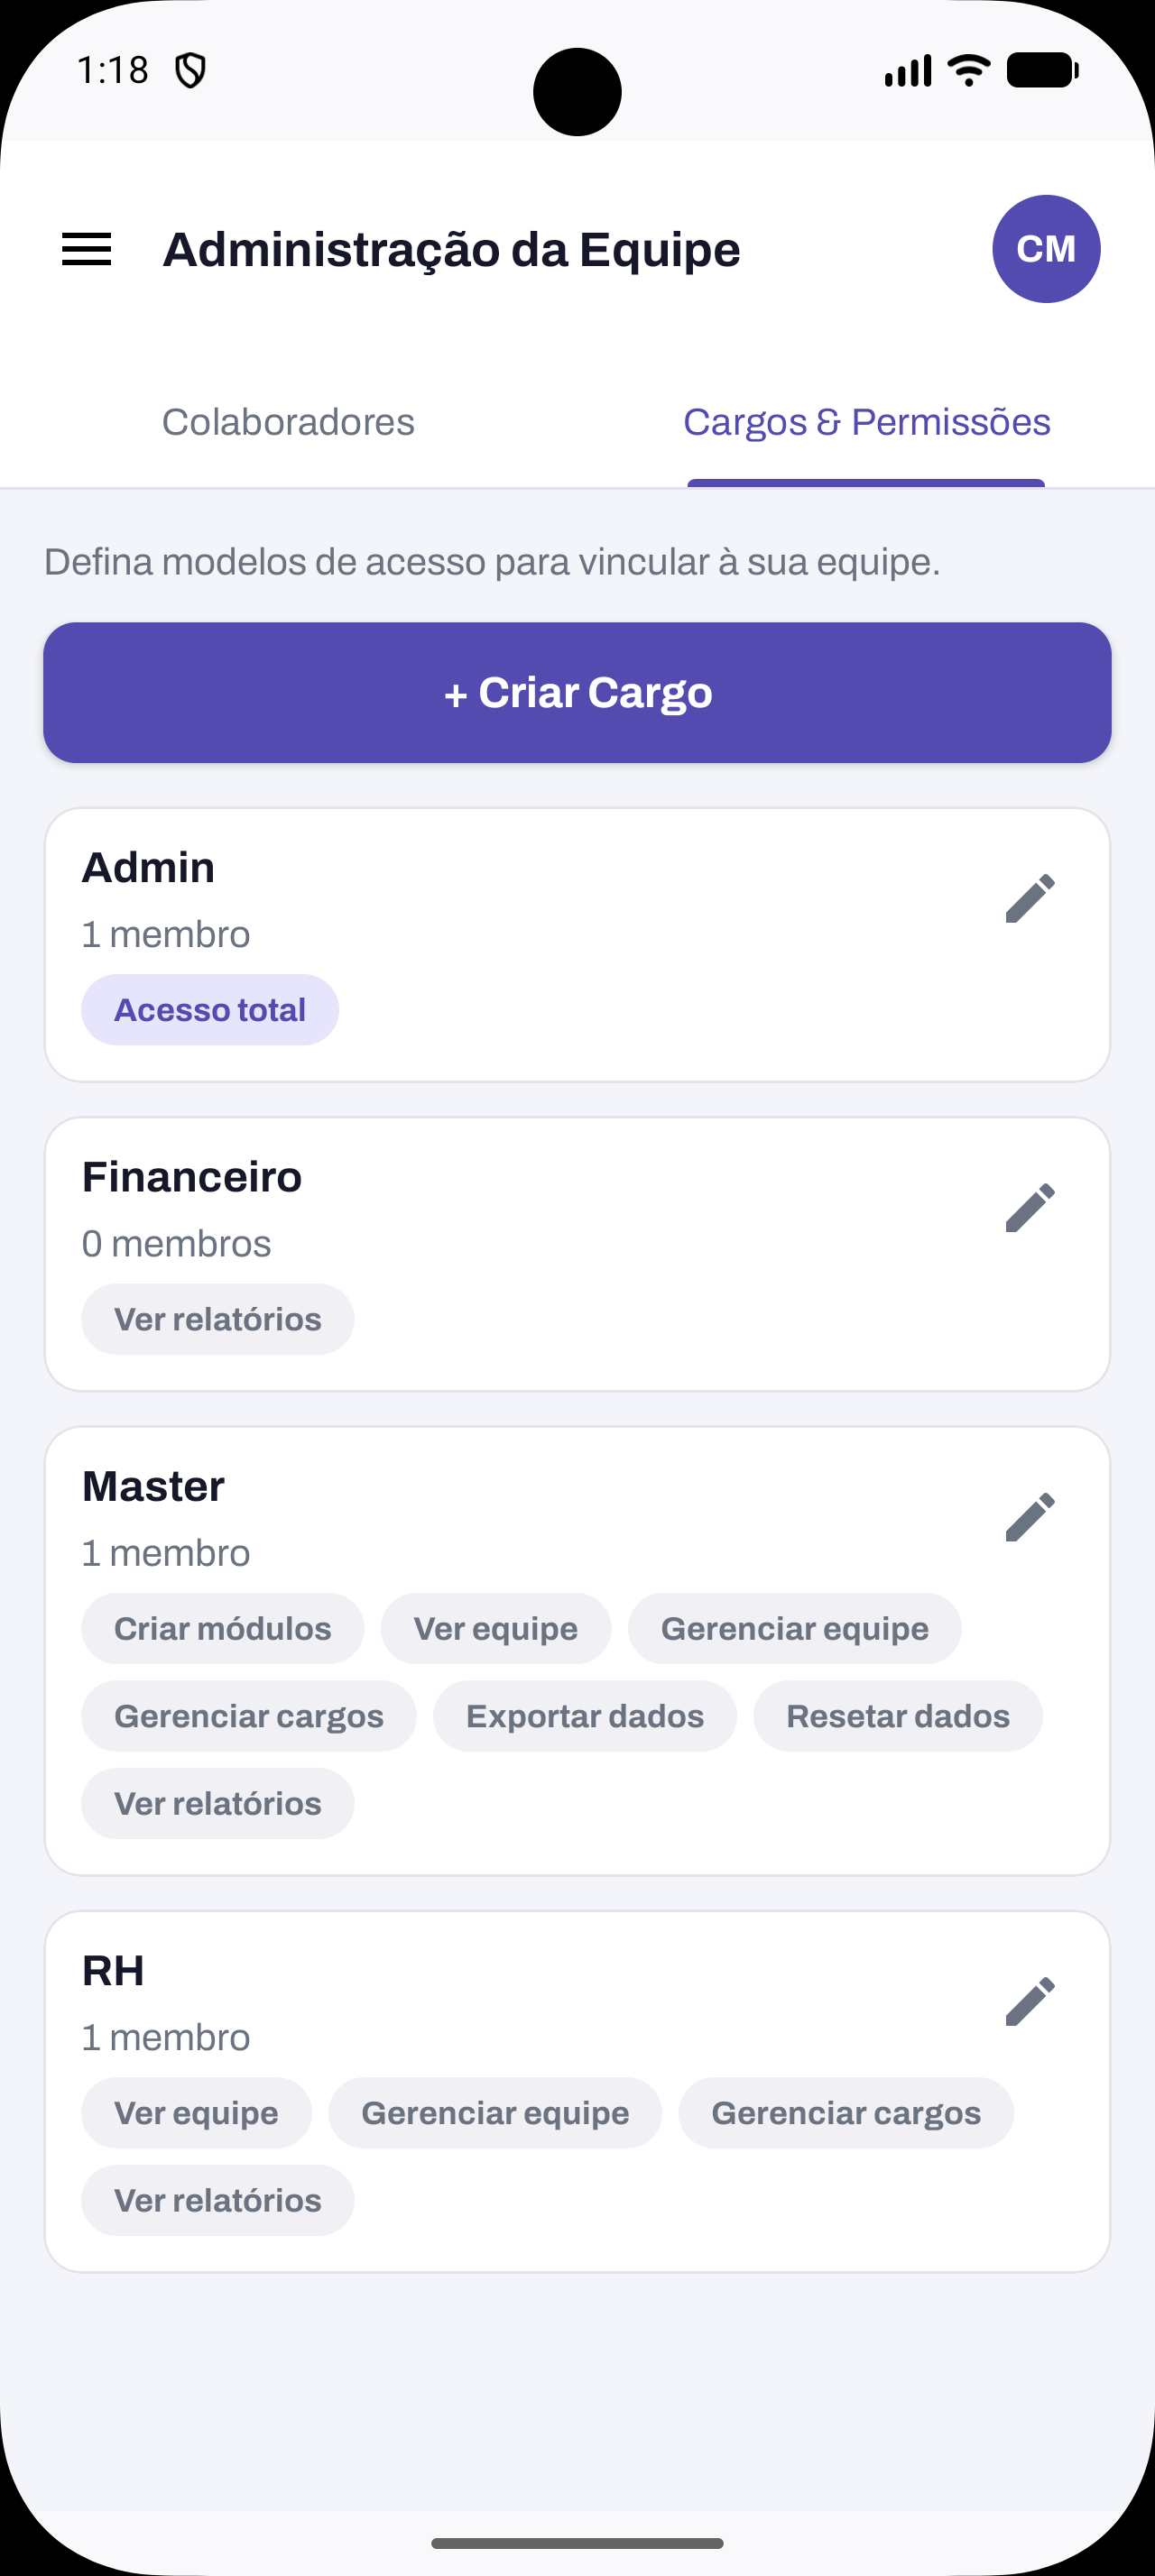 1:18
Administração da Equipe
CM
Colaboradores
Cargos & Permissões
Defina modelos de acesso para vincular à sua equipe.
+ Criar Cargo
Admin
1 membro
Acesso total
Financeiro
0 membros
Ver relatórios
Master
1 membro
Criar módulos Ver equipe Gerenciar equipe
Gerenciar cargos Exportar dados Resetar dados
Ver relatórios
RH
1 membro
Ver equipe Gerenciar equipe Gerenciar cargos
Ver relatórios